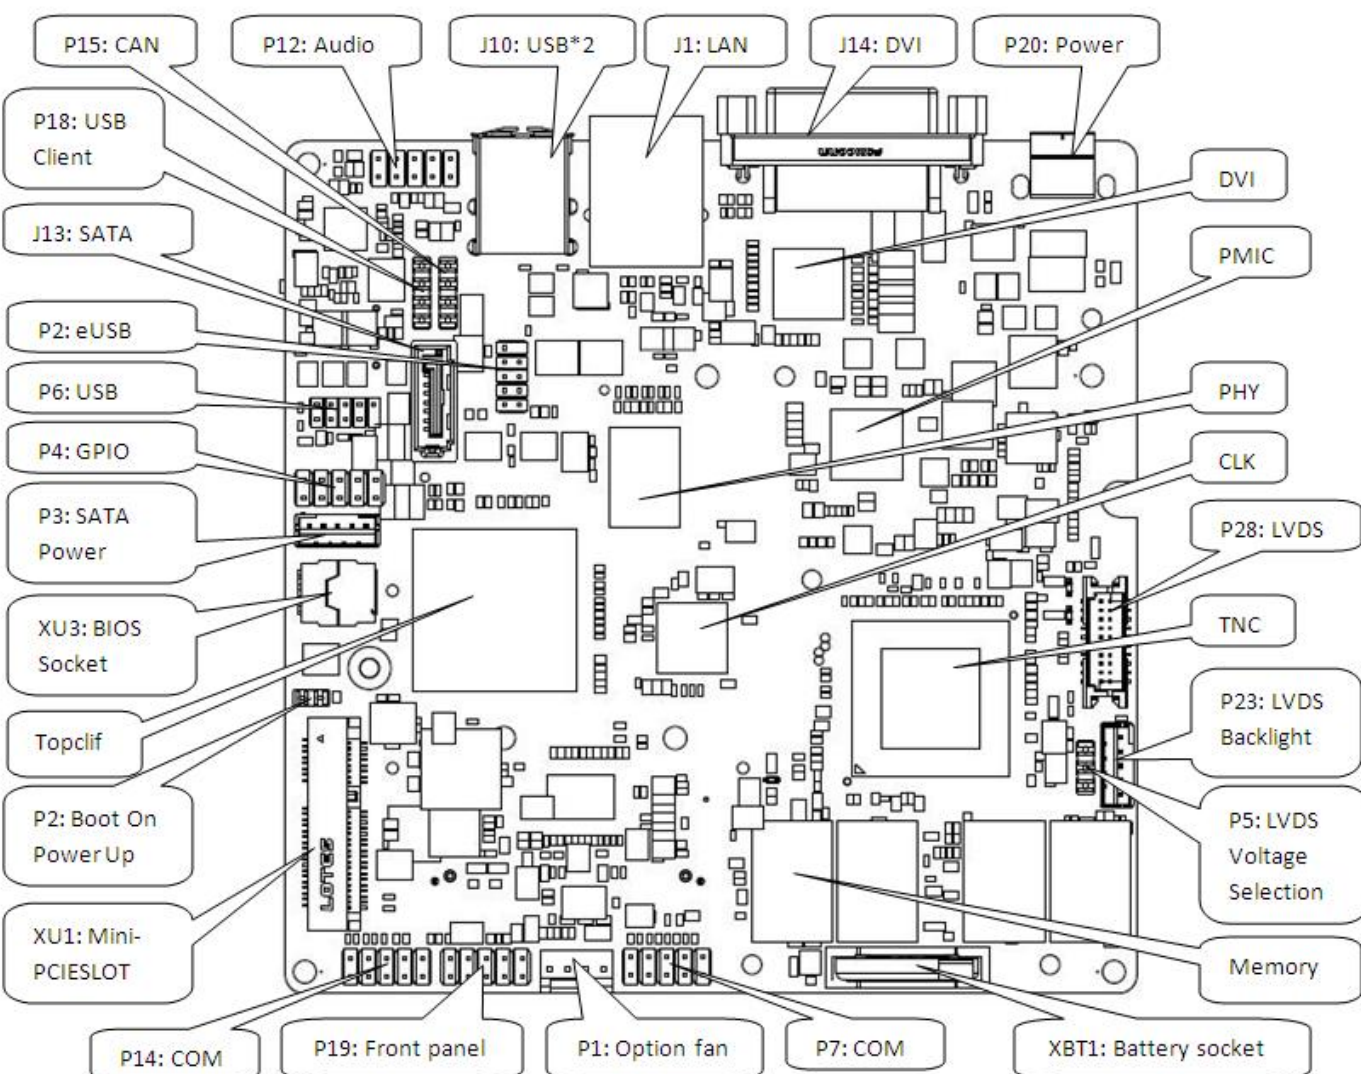 P15: CAN
P12: Audio
J10: USB*2
J1: LAN
J14: DVI
P20: Power
P18: USB
Client
J13: SATA
P2: eUSB
P6: USB
P4: GPIO
P3: SATA
Power
XU3: BIOS
Socket
Topclif
P2: Boot On
Power Up
XU1: Mini-
PCIESLOT
DVI
PMIC
PHY
CLK
P28: LVDS
TNC
P23: LVDS
Backlight
P5: LVDS
Voltage
Selection
Memory
LOTES
P14: COM
P19: Front panel
P1: Option fan
P7: COM
XBT1: Battery socket